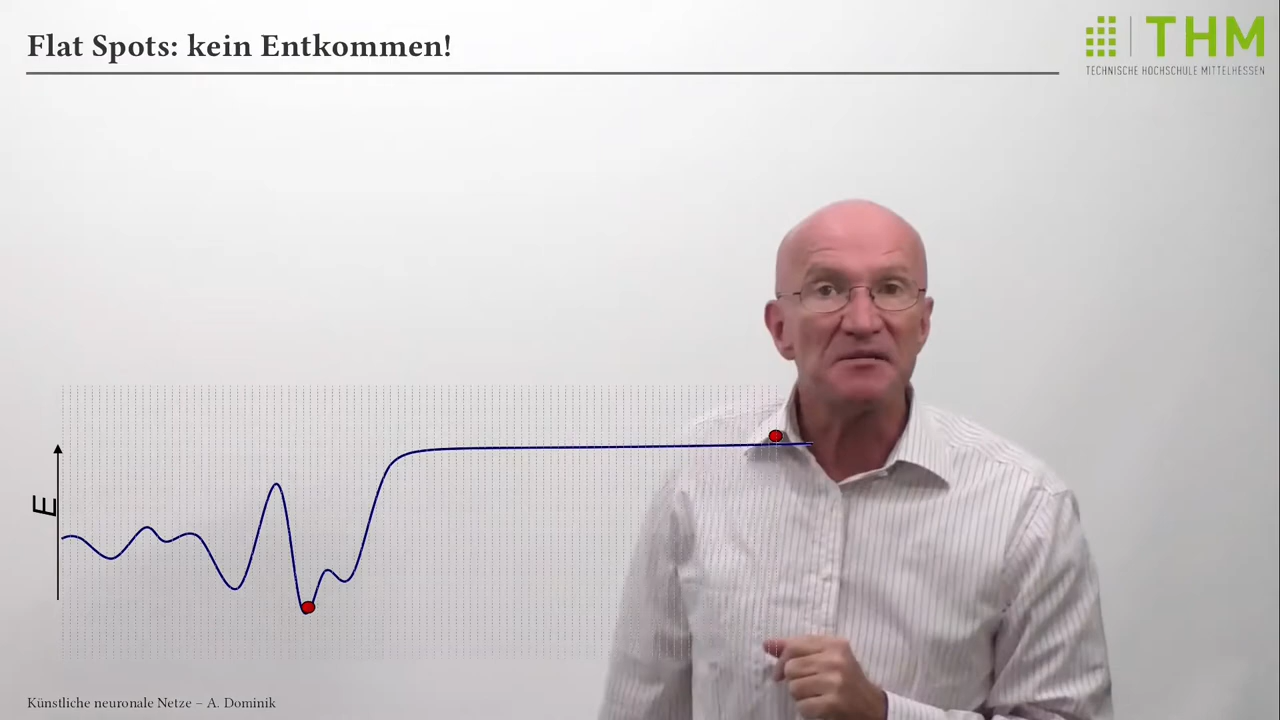 Flat Spots: kein Entkommen!
THM
TECHNISCHE HOCHSCHULE MITTELHESSEN
E
Künstliche neuronale Netze – A. Dominik